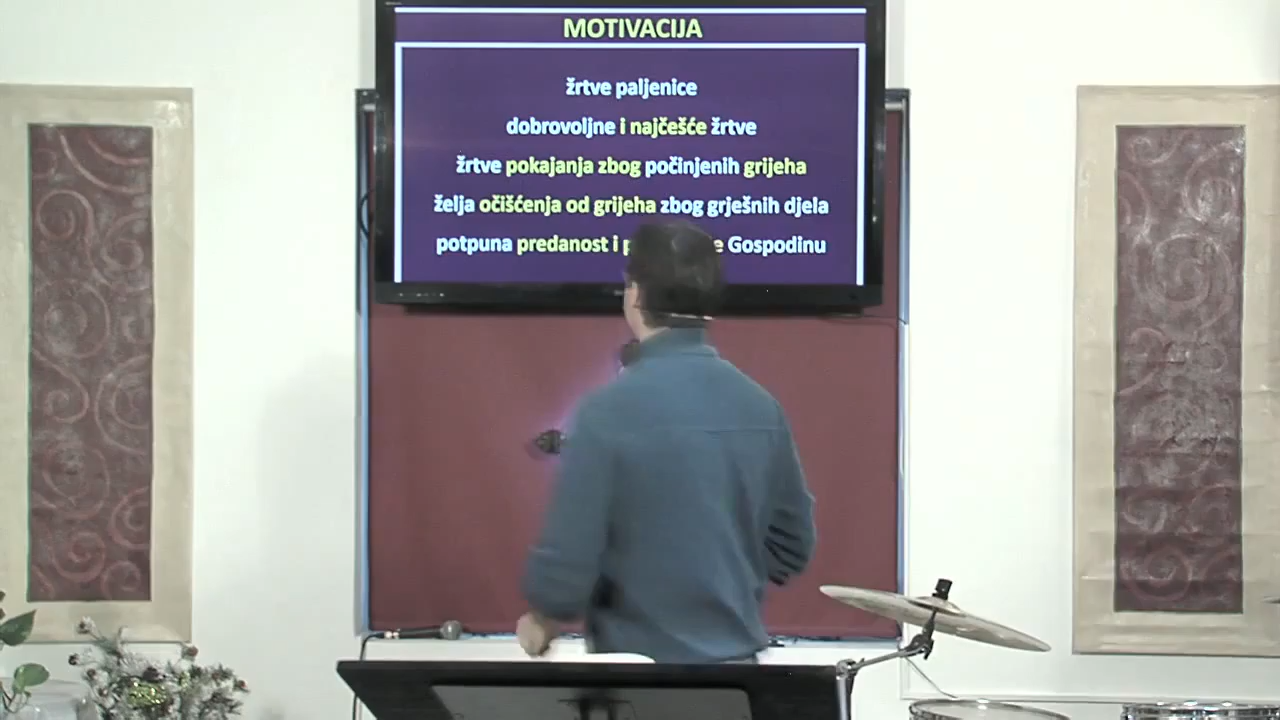 MOTIVACIJA
žrtve paljenice
dobrovoljne i najčešće žrtve
žrtve pokajanja zbog počinjenih grijeha
želja očišćenja od grijeha zbog grješnih djela
potpuna predanost i Gospodinu